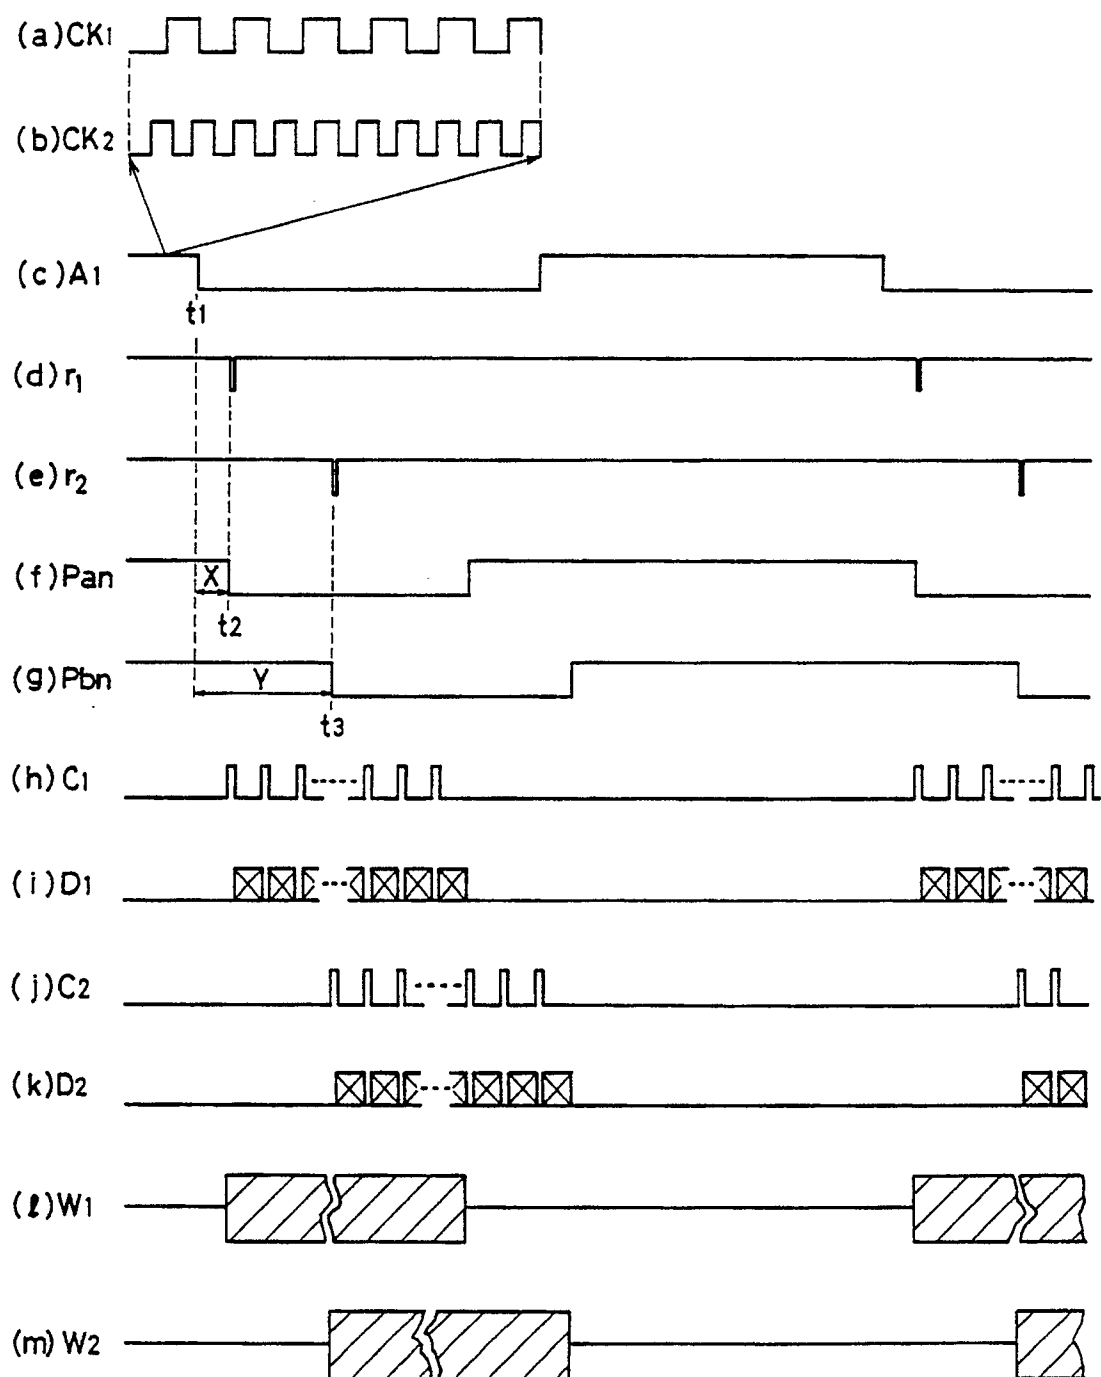 (a) CK1
(b) CK2
(c) A1
t1
(d) r1
(e) r2
(f) Pan
X
t2
(g) Pbn
Y
t3
(h) C1
(i) D1
(j) C2
(k) D2
(ℓ) W1
(m) W2